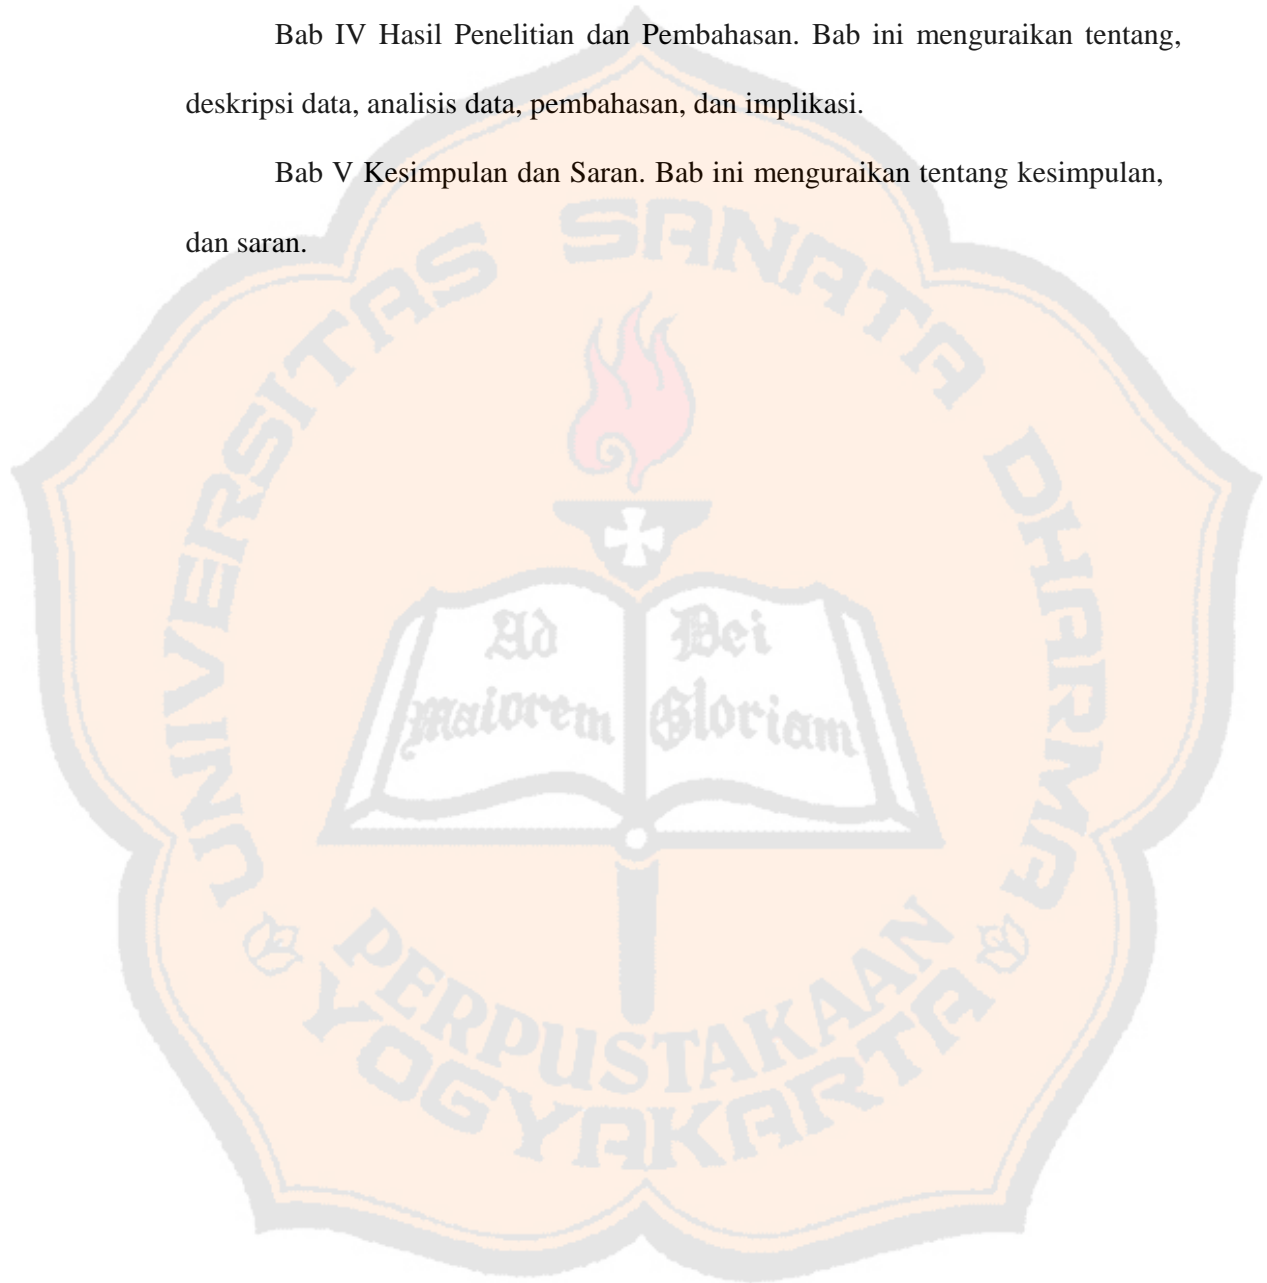 Bab IV Hasil Penelitian dan Pembahasan. Bab ini menguraikan tentang,
deskripsi data, analisis data, pembahasan, dan implikasi.
Bab V Kesimpulan dan Saran. Bab ini menguraikan tentang kesimpulan,
dan saran.
UNIVERSITAS SANATA DHARMA
Ad Dei
maiorem Gloriam
PERPUSTAKAAN
YOGYAKARTA